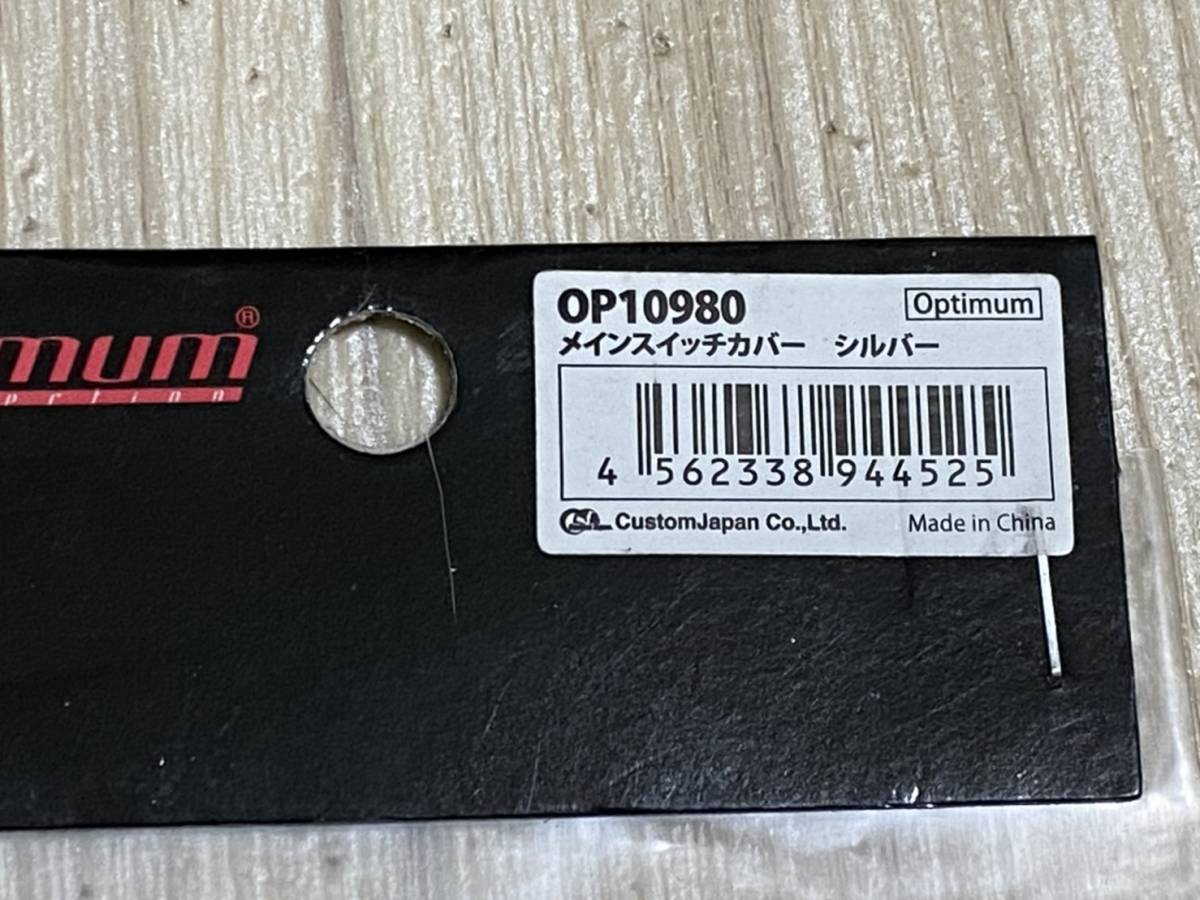 mum®
OP10980
Optimum
メインスイッチカバー　シルバー
4 562338 944525
CustomJapan Co.,Ltd.
Made in China